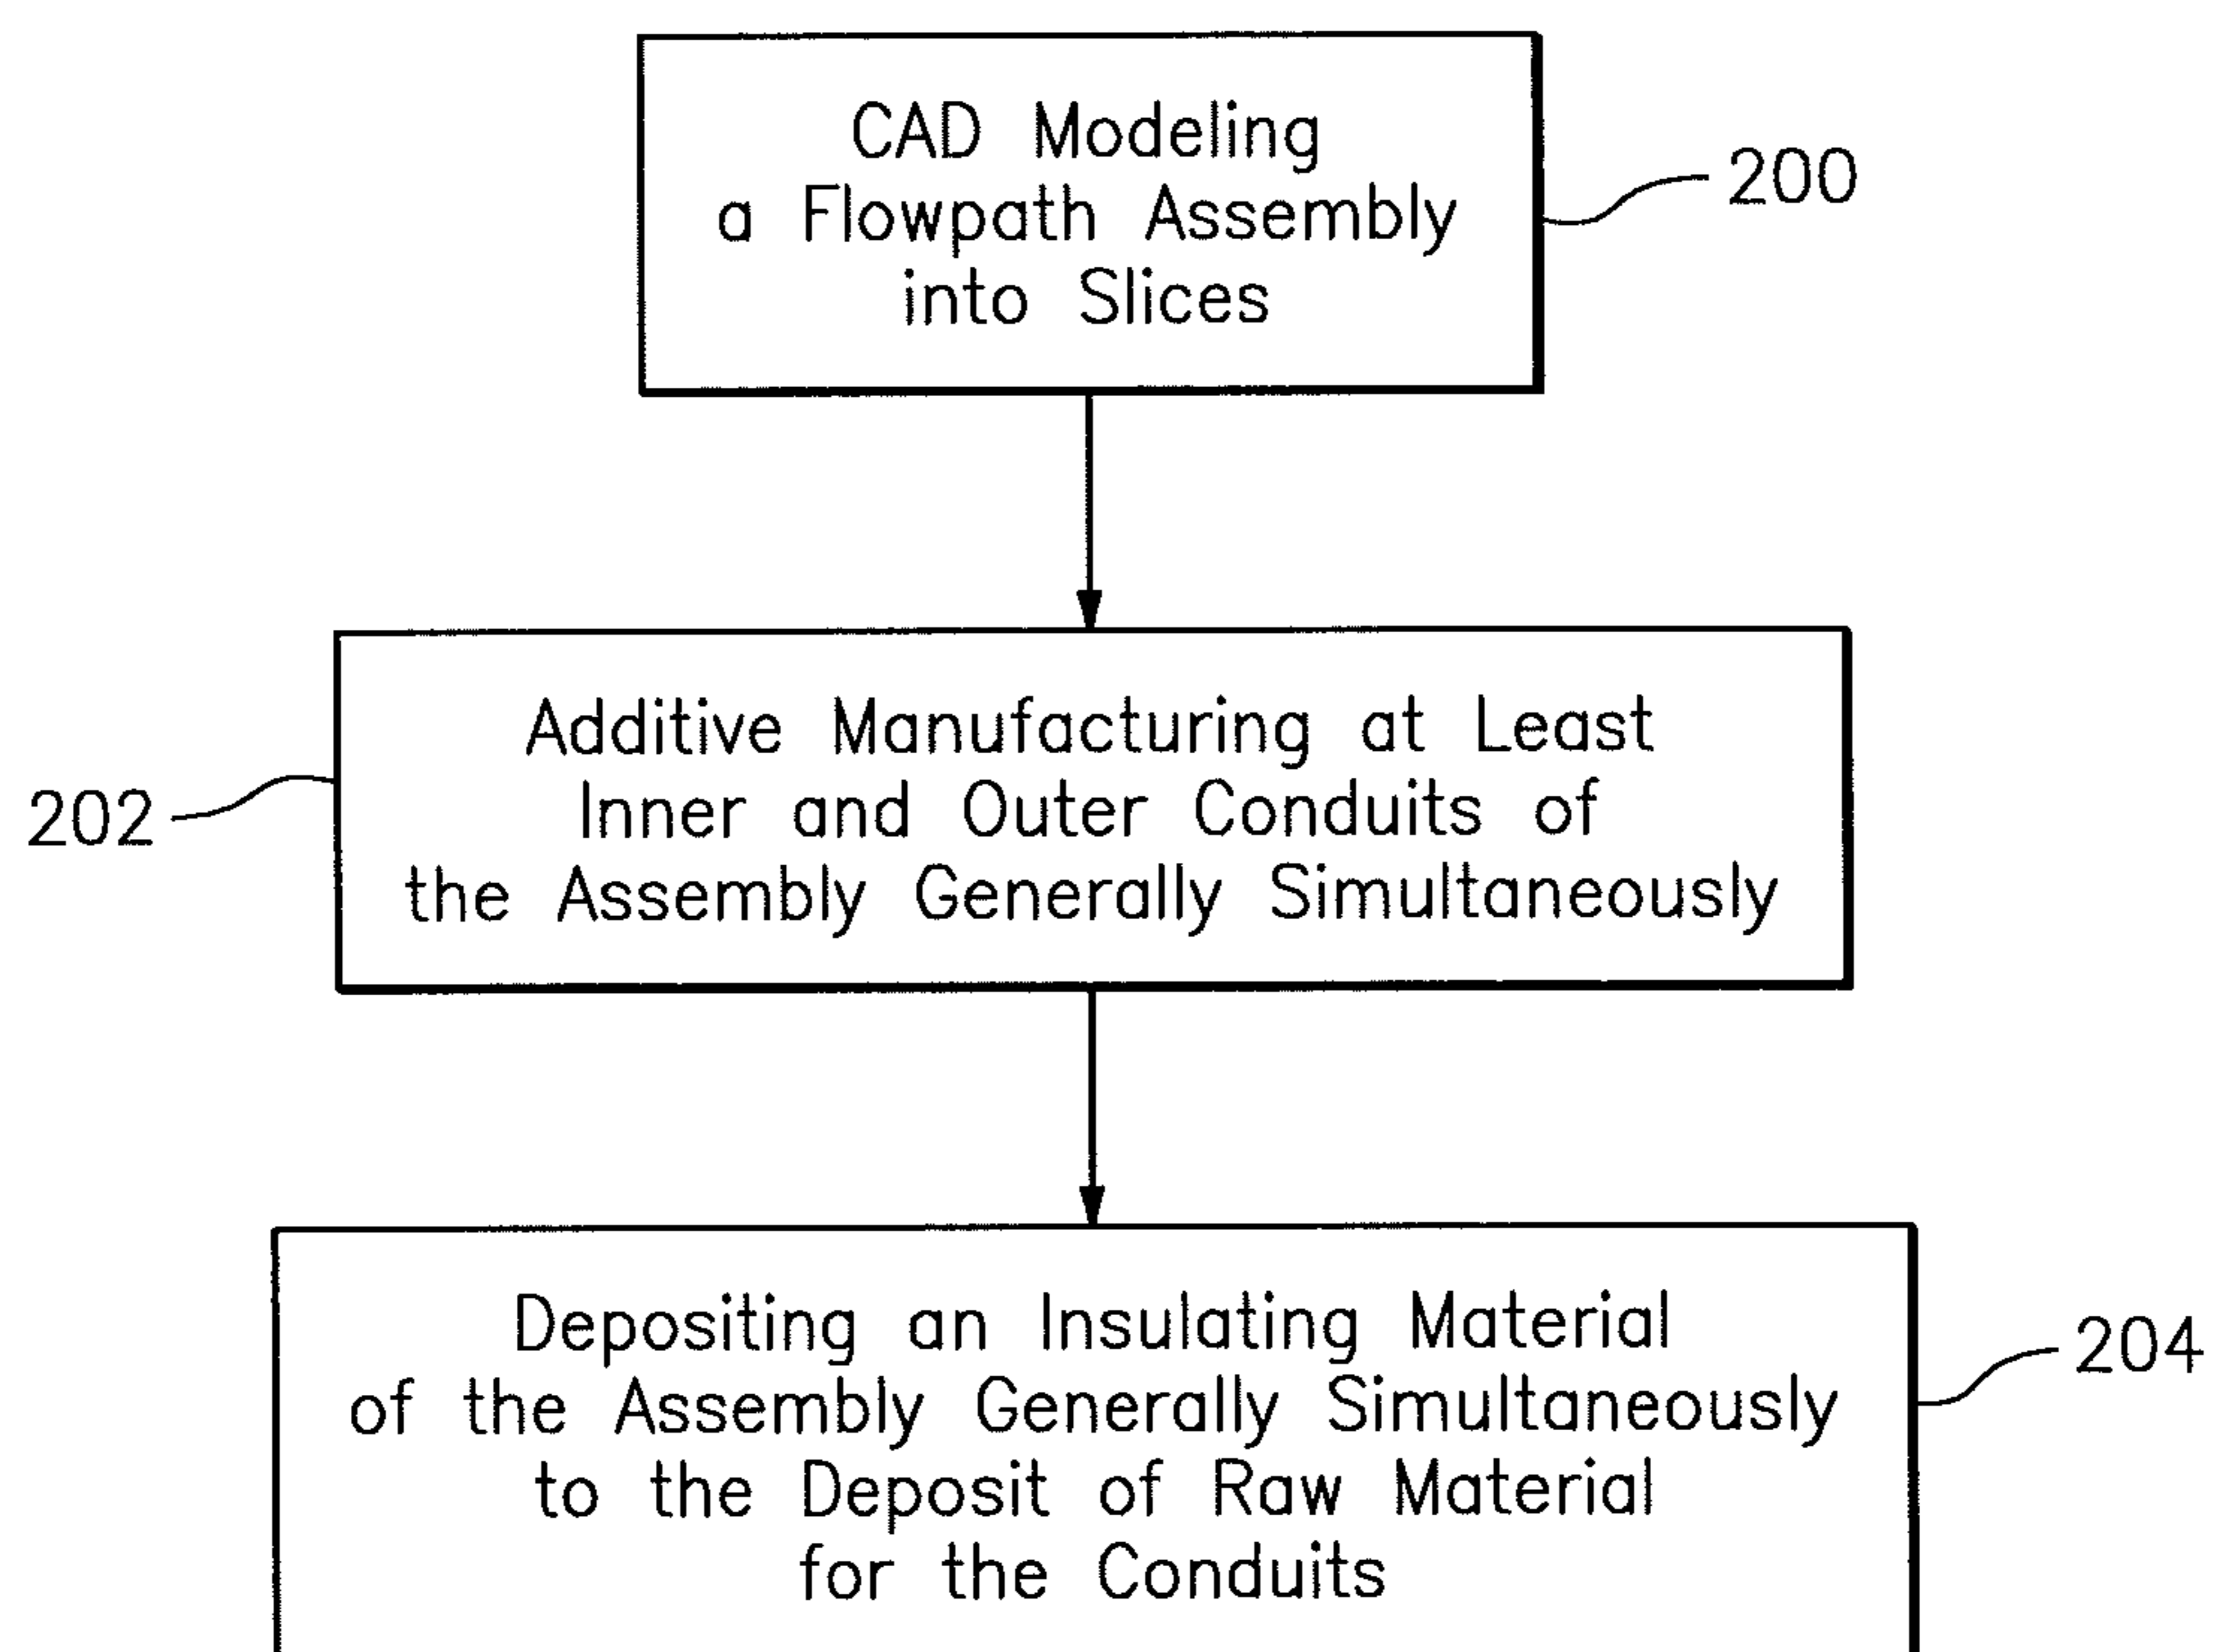 CAD Modeling
a Flowpath Assembly
into Slices
200
Additive Manufacturing at Least
Inner and Outer Conduits of
the Assembly Generally Simultaneously
202
Depositing an Insulating Material
of the Assembly Generally Simultaneously
to the Deposit of Raw Material
for the Conduits
204